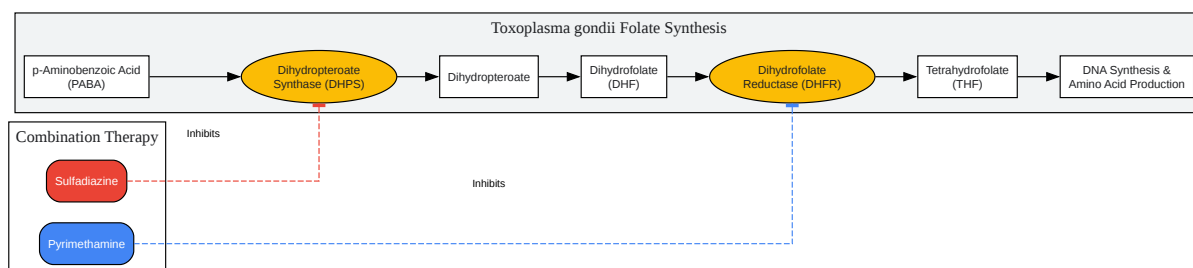 Toxoplasma gondii Folate Synthesis
p-Aminobenzoic Acid
(PABA)
Dihydropteroate
Synthase (DHPS)
Dihydropteroate
Dihydrofolate
(DHF)
Dihydrofolate
Reductase (DHFR)
Tetrahydrofolate
(THF)
DNA Synthesis &
Amino Acid Production
Combination Therapy
Inhibits
Sulfadiazine
Inhibits
Pyrimethamine